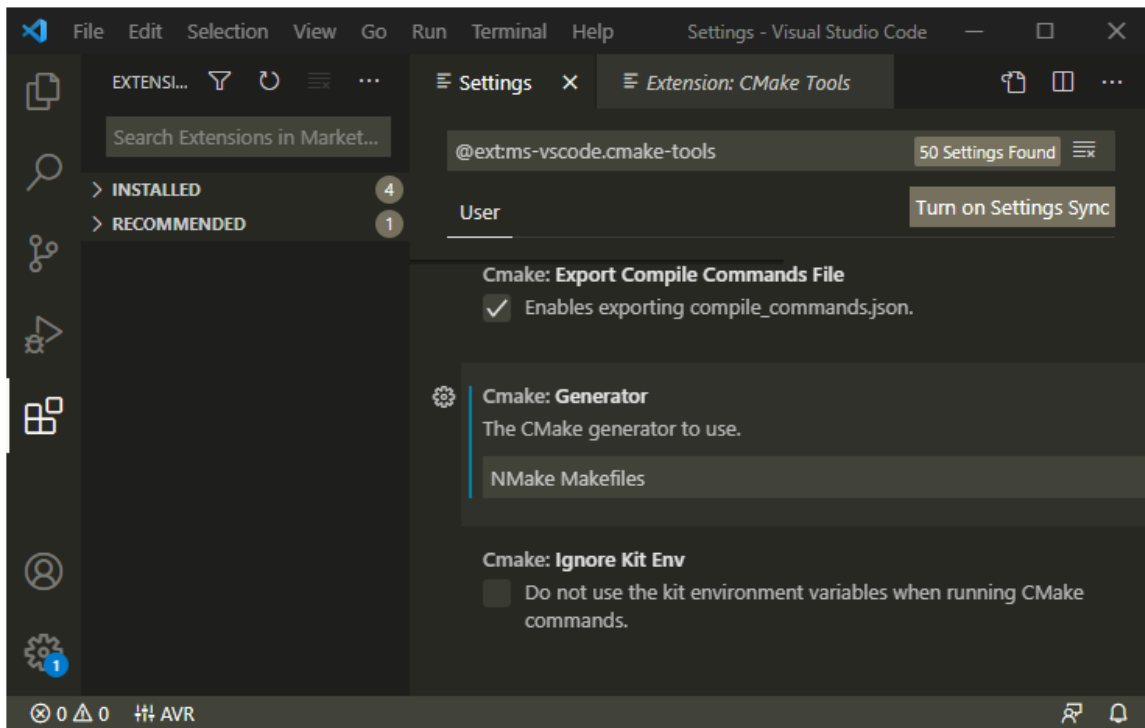 File Edit Selection View Go Run Terminal Help Settings - Visual Studio Code
EXTENSI...
Search Extensions in Market...
INSTALLED 4
RECOMMENDED 1
Settings Extension: CMake Tools
@ext:ms-vscode.cmake-tools 50 Settings Found
User Turn on Settings Sync
Cmake: Export Compile Commands File
Enables exporting compile_commands.json.
Cmake: Generator
The CMake generator to use.
NMake Makefiles
Cmake: Ignore Kit Env
Do not use the kit environment variables when running CMake
commands.
1
0 0 AVR